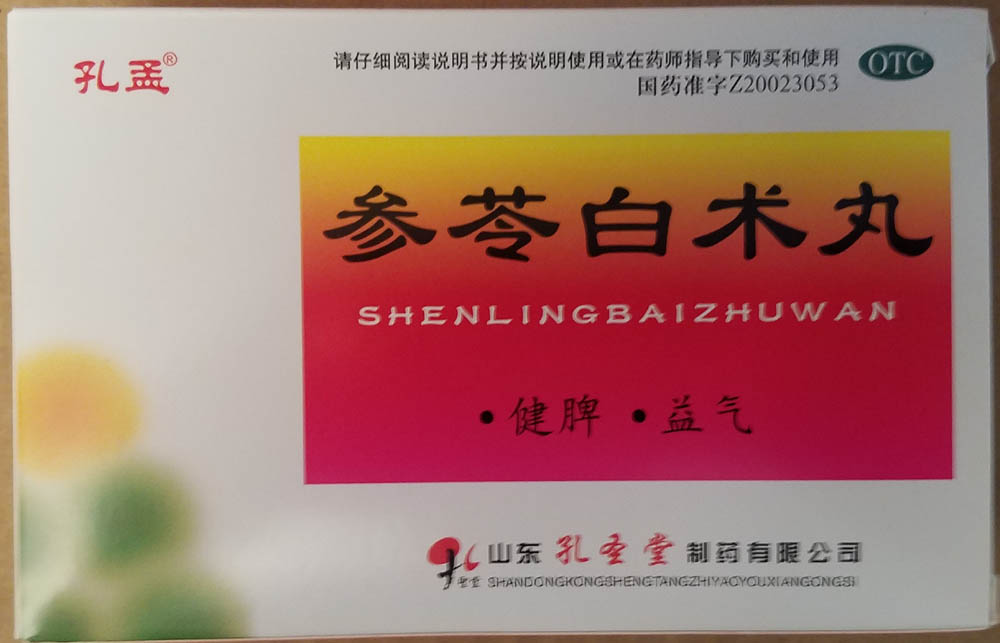 孔孟®
请仔细阅读说明书并按说明使用或在药师指导下购买和使用
OTC
国药准字Z20023053
参苓白术丸
SHENLINGBAIZHUWAN
·健脾 ·益气
山东孔圣堂制药有限公司
SHANDONGKONGSHENGTANGZHIYAOYOUXIANGONGSI